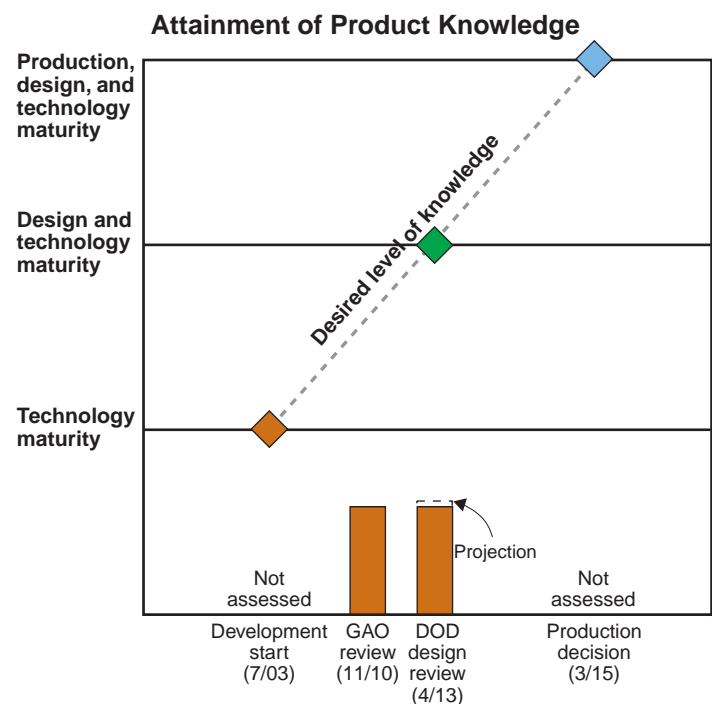 Attainment of Product Knowledge
Production,
design, and
technology
maturity
Design and
technology
maturity
Technology
maturity
Desired level of knowledge
Projection
Not
assessed
Not
assessed
Development
start
(7/03)
GAO
review
(11/10)
DOD
design
review
(4/13)
Production
decision
(3/15)